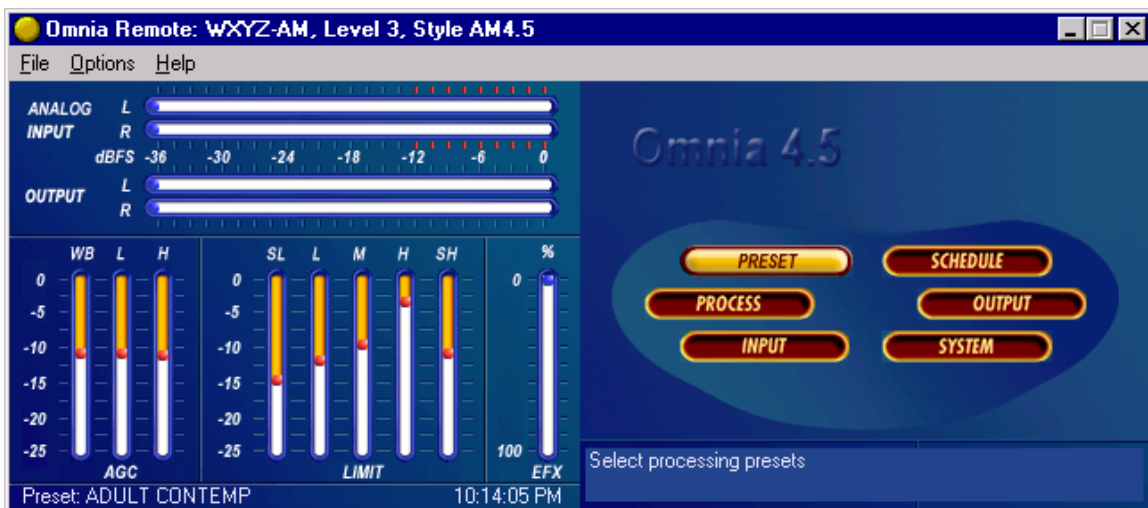 Omnia Remote: WXYZ-AM, Level 3, Style AM4.5
File Options Help
ANALOG L
INPUT R
dBFS -36 -30 -24 -18 -12 -6 0
OUTPUT L
R
WB L H
0
-5
-10
-15
-20
-25
AGC
SL L M H SH
0
-5
-10
-15
-20
-25
LIMIT
%
0
100
EFX
Preset: ADULT CONTEMP 10:14:05 PM
Omnia 4.5
PRESET SCHEDULE
PROCESS OUTPUT
INPUT SYSTEM
Select processing presets